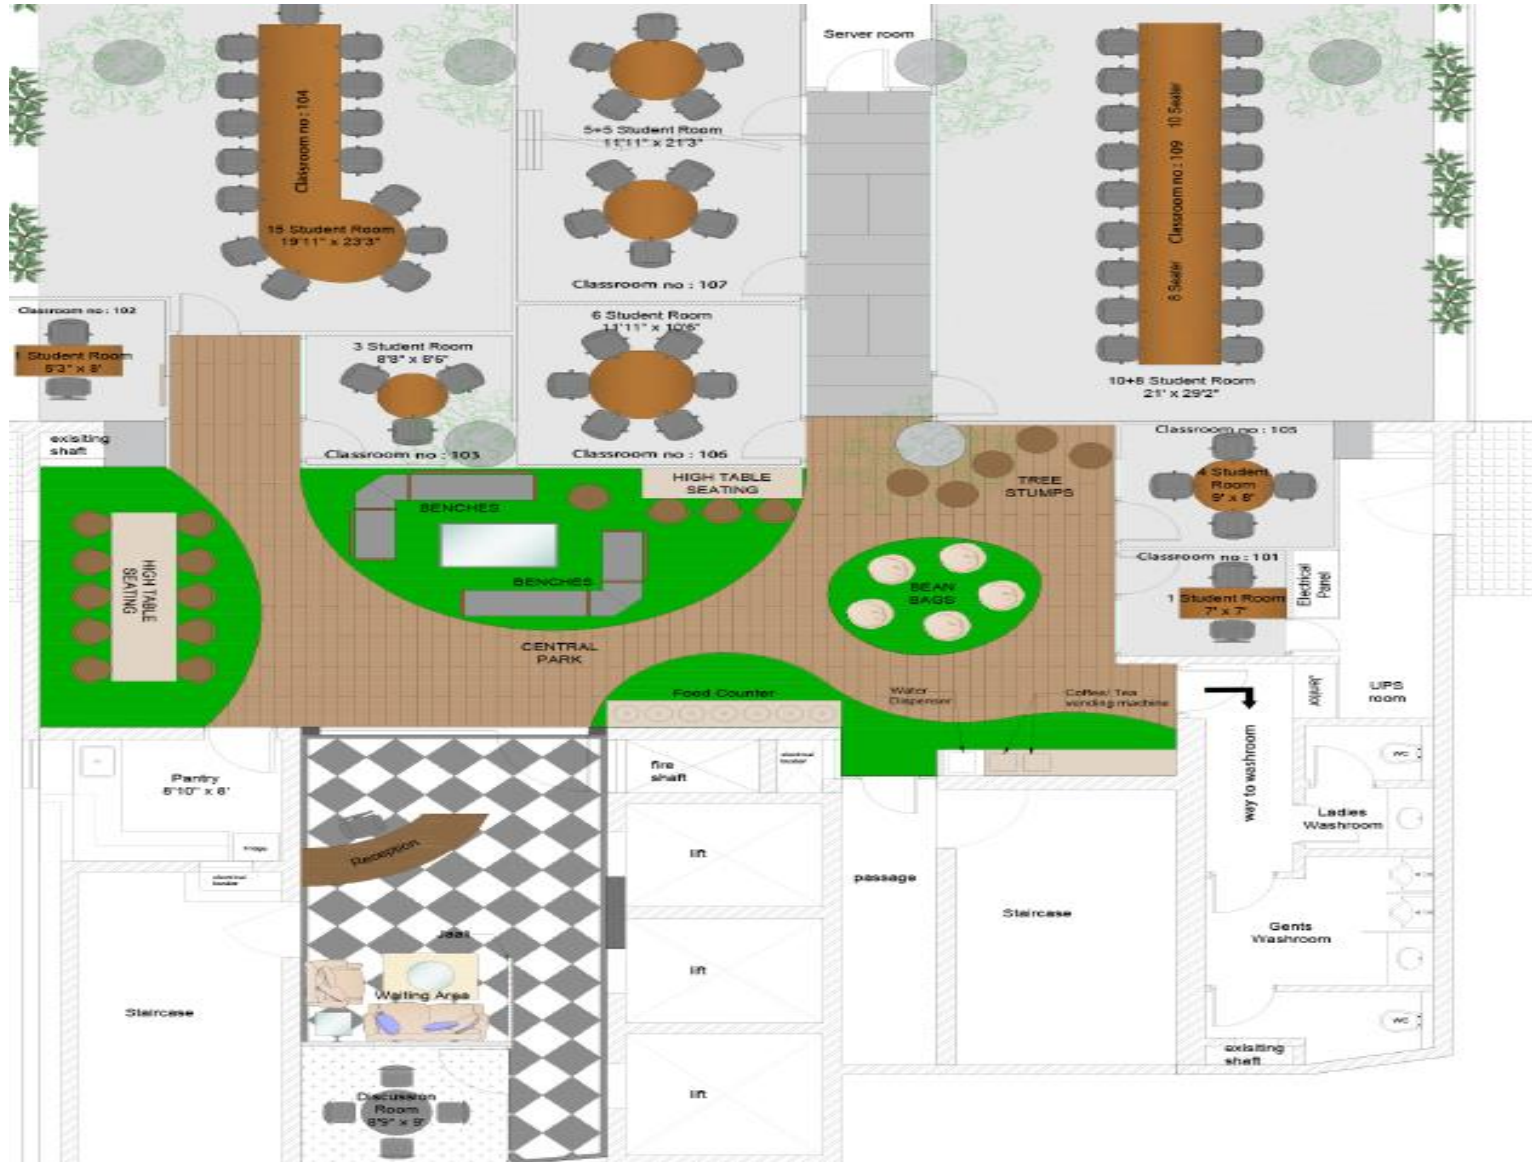 Server room
Classroom no : 104
15 Student Room
19'11" x 23'3"
5+5 Student Room
11'11" x 21'3"
Classroom no : 107
10 Seater
Classroom no : 109
8 Seater
10+8 Student Room
21' x 29'2"
Classroom no : 102
1 Student Room
3 Student Room
Classroom no : 103
6 Student Room
11'11" x 10'6"
Classroom no : 106
exisiting
shaft
HIGH TABLE
SEATING
BENCHES
BENCHES
HIGH TABLE
SEATING
TREE
STUMPS
BEAN
BAGS
CENTRAL
PARK
Classroom no : 105
4 Student
Room
9' x 8'
Classroom no : 101
1 Student Room
7' x 7'
Electrical
Panel
UPS
room
Janitor
way to washroom
Food Counter
Water
Dispenser
Coffee/ Tea
vending machine
Pantry
8'10" x 8'
fridge
Reception
fire
shaft
lift
lift
lift
passage
Staircase
Staircase
Jaali
Waiting Area
Discussion
Room
8'9" x 9'
WC
Ladies
Washroom
Gents
Washroom
WC
exisiting
shaft